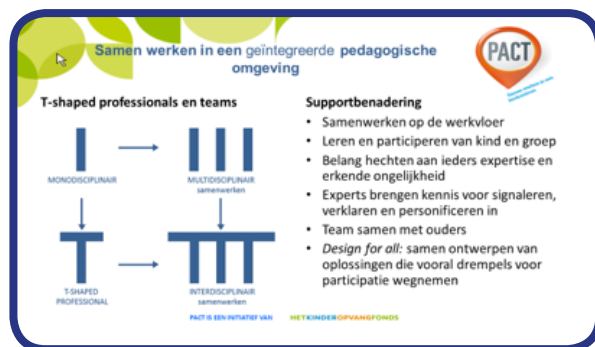 Samen werken in een geïntegreerde pedagogische
omgeving
PACT
T-shaped professionals en teams
MONODISCIPLINAIR
MULTIDISCIPLINAIR
samenwerken
T-SHAPED
PROFESSIONAL
INTERDISCIPLINAIR
samenwerken
Supportbenadering
• Samenwerken op de werkvloer
• Leren en participeren van kind en groep
• Belang hechten aan ieders expertise en
erkende ongelijkheid
• Experts brengen kennis voor signaleren,
verklaren en personificeren in
• Team samen met ouders
• Design for all: samen ontwerpen van
oplossingen die vooral drempels voor
participatie wegnemen
PACT IS EEN INITIATIEF VAN HETKINDEROPVANGFONDS